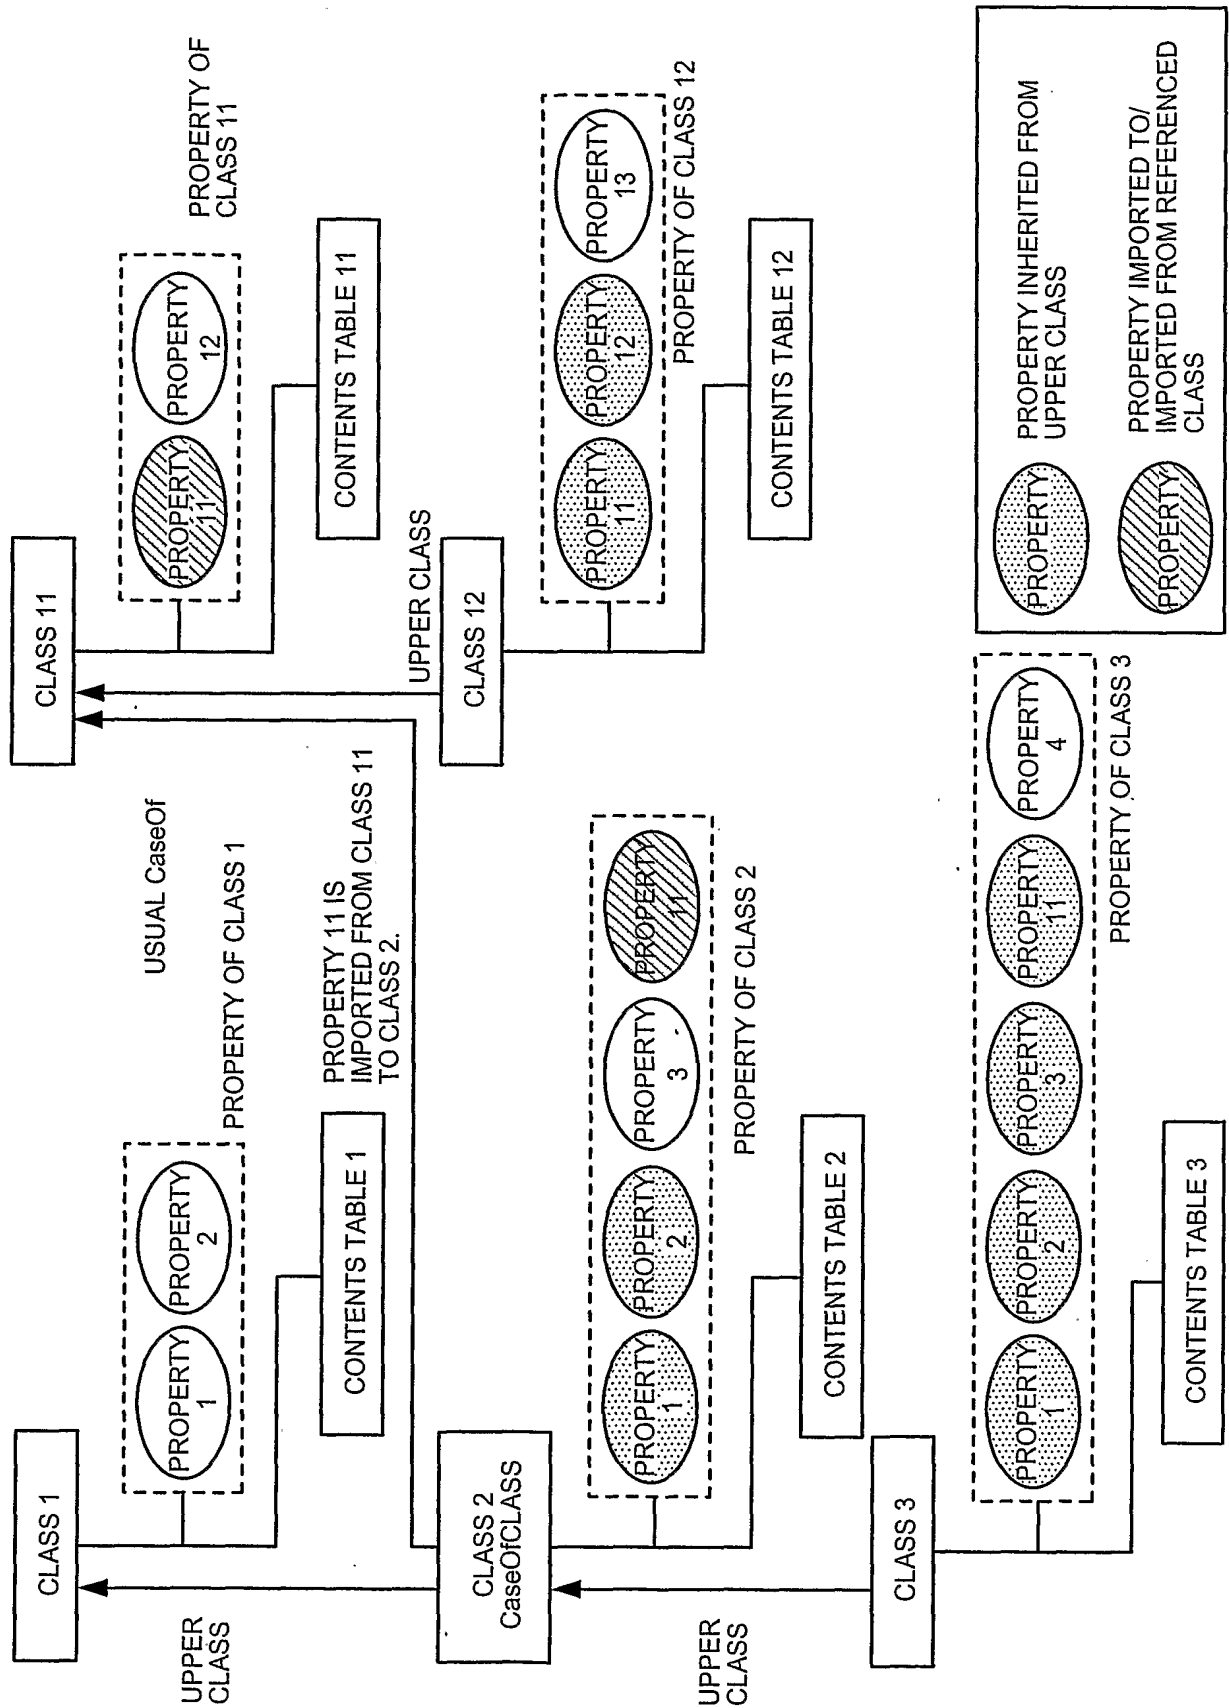 USUAL CaseOf
CLASS 1
PROPERTY
1
PROPERTY
2
PROPERTY OF CLASS 1
CONTENTS TABLE 1
UPPER
CLASS
CLASS 2
CaseOfCLASS
PROPERTY 11 IS
IMPORTED FROM CLASS 11
TO CLASS 2.
PROPERTY
1
PROPERTY
2
PROPERTY
3
PROPERTY
11
PROPERTY OF CLASS 2
CONTENTS TABLE 2
UPPER
CLASS
CLASS 3
PROPERTY
1
PROPERTY
2
PROPERTY
3
PROPERTY
11
PROPERTY
4
PROPERTY OF CLASS 3
CONTENTS TABLE 3
CLASS 11
PROPERTY
11
PROPERTY
12
PROPERTY OF
CLASS 11
CONTENTS TABLE 11
UPPER CLASS
CLASS 12
PROPERTY
11
PROPERTY
12
PROPERTY
13
PROPERTY OF CLASS 12
CONTENTS TABLE 12
PROPERTY
PROPERTY INHERITED FROM
UPPER CLASS
PROPERTY
PROPERTY IMPORTED TO/
IMPORTED FROM REFERENCED
CLASS